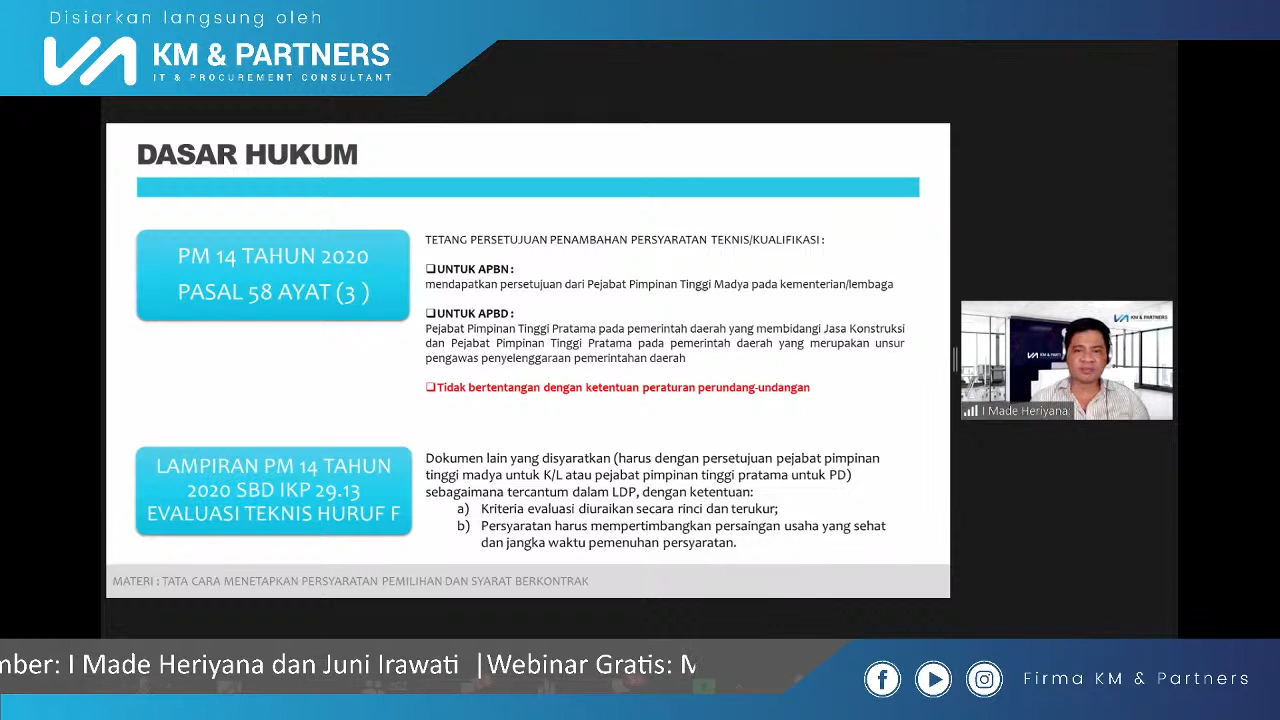 Disiarkan langsung oleh
KM & PARTNERS
IT & PROCUREMENT CONSULTANT
DASAR HUKUM
PM 14 TAHUN 2020
PASAL 58 AYAT (3 )
TETANG PERSETUJUAN PENAMBAHAN PERSYARATAN TEKNIS/KUALIFIKASI :
❑UNTUK APBN :
mendapatkan persetujuan dari Pejabat Pimpinan Tinggi Madya pada kementerian/lembaga
❑UNTUK APBD :
Pejabat Pimpinan Tinggi Pratama pada pemerintah daerah yang membidangi Jasa Konstruksi
dan Pejabat Pimpinan Tinggi Pratama pada pemerintah daerah yang merupakan unsur
pengawas penyelenggaraan pemerintahan daerah
❑Tidak bertentangan dengan ketentuan peraturan perundang-undangan
LAMPIRAN PM 14 TAHUN
2020 SBD IKP 29.13
EVALUASI TEKNIS HURUF F
Dokumen lain yang disyaratkan (harus dengan persetujuan pejabat pimpinan
tinggi madya untuk K/L atau pejabat pimpinan tinggi pratama untuk PD)
sebagaimana tercantum dalam LDP, dengan ketentuan:
a) Kriteria evaluasi diuraikan secara rinci dan terukur;
b) Persyaratan harus mempertimbangkan persaingan usaha yang sehat
dan jangka waktu pemenuhan persyaratan.
MATERI : TATA CARA MENETAPKAN PERSYARATAN PEMILIHAN DAN SYARAT BERKONTRAK
KM & PARTNERS
KM & PARTN
I Made Heriyana:
mber: I Made Heriyana dan Juni Irawati |Webinar Gratis: M
Firma KM & Partners